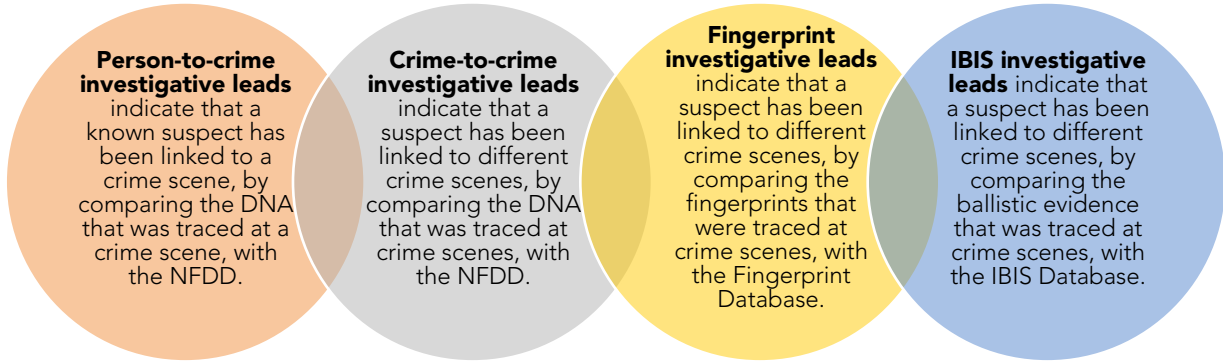 Person-to-crime
investigative leads
indicate that a
known suspect has
been linked to a
crime scene, by
comparing the DNA
that was traced at a
crime scene, with
the NFDD.
Crime-to-crime
investigative leads
indicate that a
suspect has been
linked to different
crime scenes, by
comparing the DNA
that was traced at
crime scenes, with
the NFDD.
Fingerprint
investigative leads
indicate that a
suspect has been
linked to different
crime scenes, by
comparing the
fingerprints that
were traced at
crime scenes, with
the Fingerprint
Database.
IBIS investigative
leads indicate that
a suspect has been
linked to different
crime scenes, by
comparing the
ballistic evidence
that was traced at
crime scenes, with
the IBIS Database.